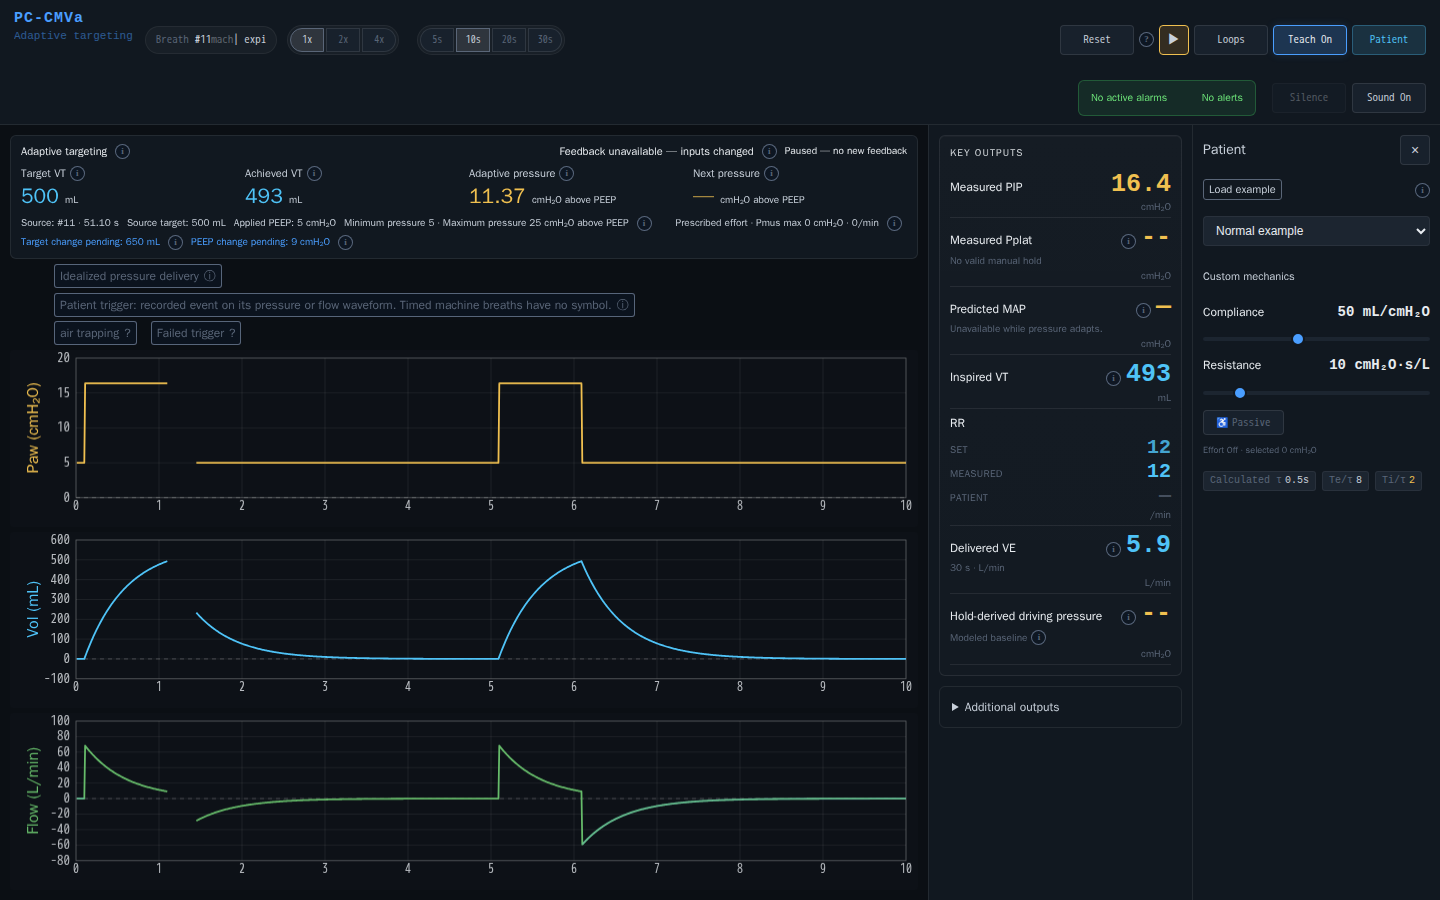 PC-CMVa
Adaptive targeting
Breath #11 mach| expi
1x 2x 4x
5s 10s 20s 30s
Reset ? Loops Teach On Patient
No active alarms No alerts
Silence Sound On
Adaptive targeting
Feedback unavailable — inputs changed Paused — no new feedback
Target VT Achieved VT Adaptive pressure Next pressure
500 mL 493 mL 11.37 cmH₂O above PEEP — cmH₂O above PEEP
Source: #11 · 51.10 s Source target: 500 mL Applied PEEP: 5 cmH₂O Minimum pressure 5 · Maximum pressure 25 cmH₂O above PEEP Prescribed effort · Pmus max 0 cmH₂O · 0/min
Target change pending: 650 mL PEEP change pending: 9 cmH₂O
Idealized pressure delivery ⓘ
Patient trigger: recorded event on its pressure or flow waveform. Timed machine breaths have no symbol. ⓘ
air trapping ? Failed trigger ?
Paw (cmH₂O)
20
15
10
5
0
0 1 2 3 4 5 6 7 8 9 10
Vol (mL)
600
500
400
300
200
100
0
-100
0 1 2 3 4 5 6 7 8 9 10
Flow (L/min)
100
80
60
40
20
0
-20
-40
-60
-80
0 1 2 3 4 5 6 7 8 9 10
KEY OUTPUTS
Measured PIP 16.4
cmH₂O
Measured Pplat --
No valid manual hold
cmH₂O
Predicted MAP —
Unavailable while pressure adapts.
cmH₂O
Inspired VT 493
mL
RR
SET 12
MEASURED 12
PATIENT —
/min
Delivered VE 5.9
30 s · L/min
L/min
Hold-derived driving pressure --
Modeled baseline
cmH₂O
▶ Additional outputs
Patient ×
Load example
Normal example
Custom mechanics
Compliance 50 mL/cmH₂O
Resistance 10 cmH₂O·s/L
♿ Passive
Effort Off · selected 0 cmH₂O
Calculated τ 0.5s Te/τ 8 Ti/τ 2